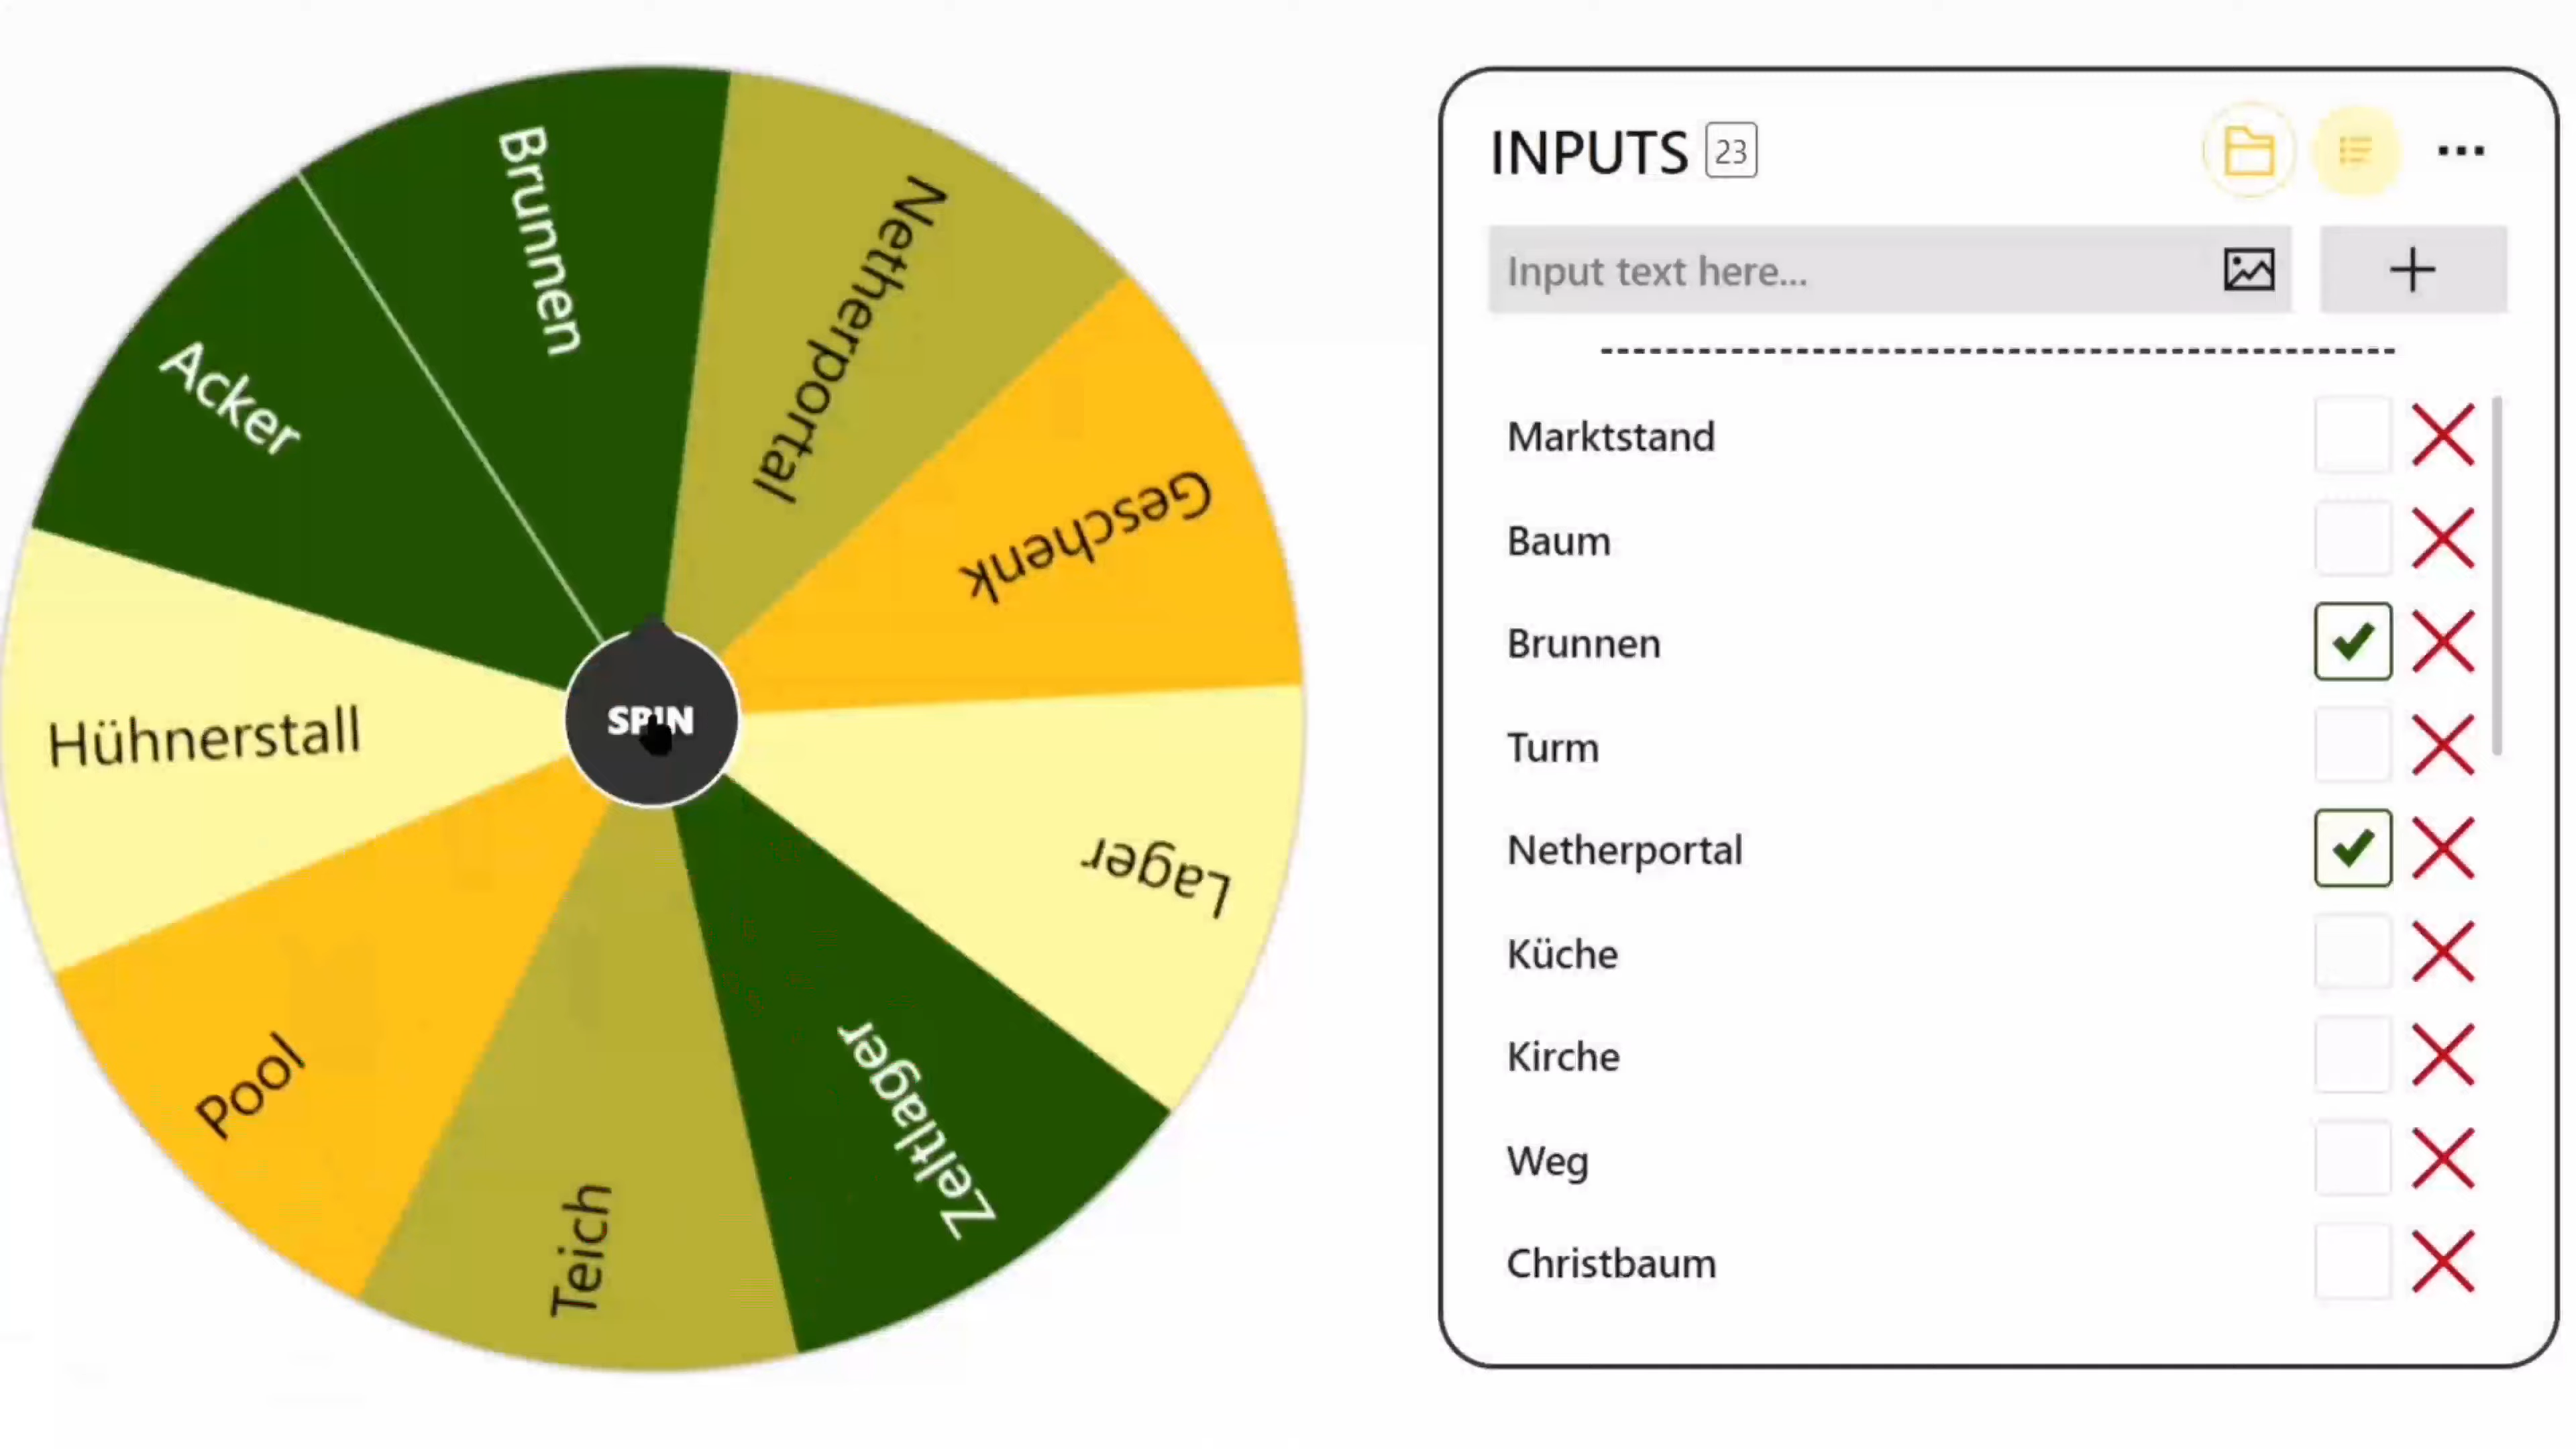 Brunnen
Netherportal
Geschenk
Lager
Zeltlager
Teich
Pool
Hühnerstall
Acker
SPIN
INPUTS 23
Input text here...
Marktstand
Baum
Brunnen
Turm
Netherportal
Küche
Kirche
Weg
Christbaum